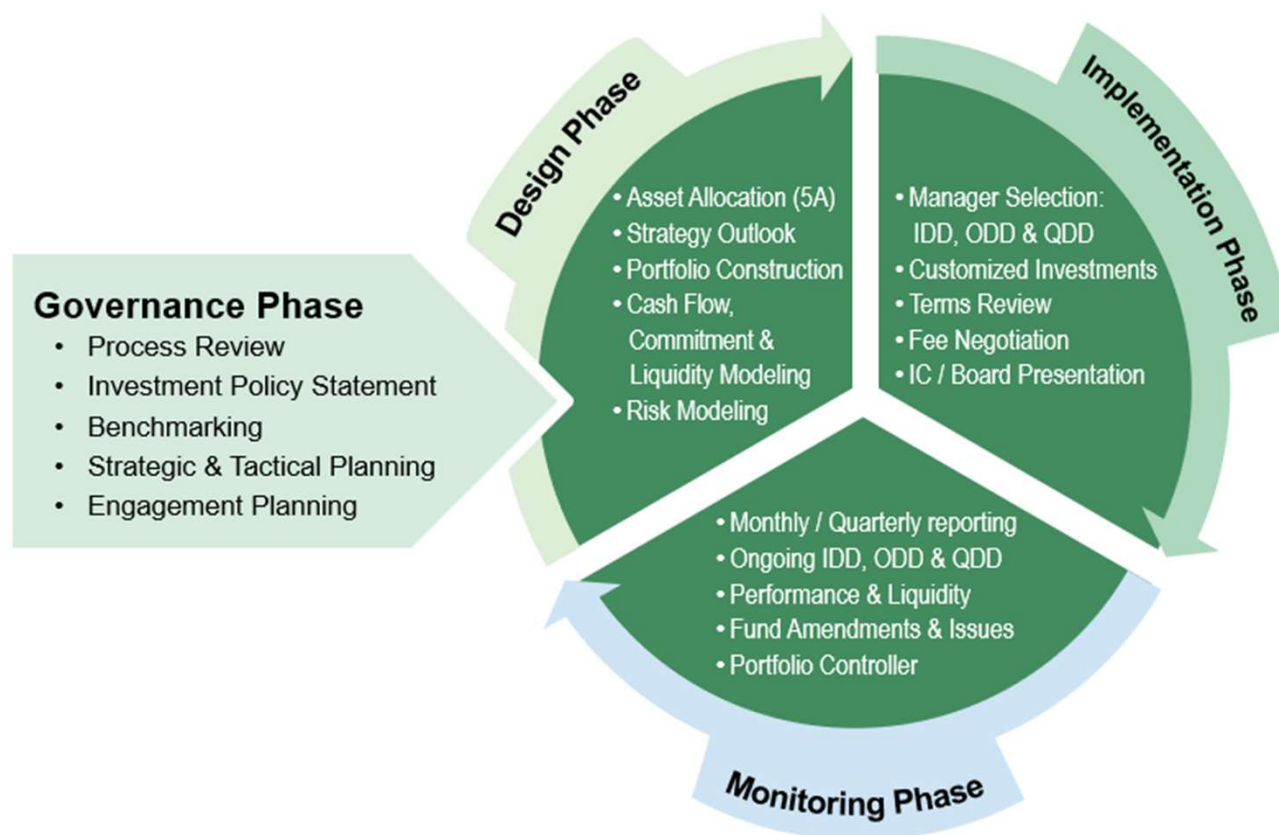 Governance Phase
• Process Review
• Investment Policy Statement
• Benchmarking
• Strategic & Tactical Planning
• Engagement Planning
Design Phase
• Asset Allocation (5A)
• Strategy Outlook
• Portfolio Construction
• Cash Flow,
Commitment &
Liquidity Modeling
• Risk Modeling
Implementation Phase
• Manager Selection:
IDD, ODD & QDD
• Customized Investments
• Terms Review
• Fee Negotiation
• IC / Board Presentation
• Monthly / Quarterly reporting
• Ongoing IDD, ODD & QDD
• Performance & Liquidity
• Fund Amendments & Issues
• Portfolio Controller
Monitoring Phase